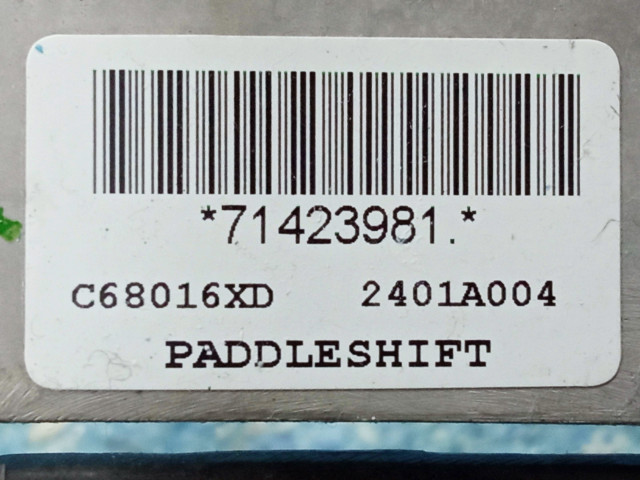 *71423981.*
C68016XD 2401A004
PADDLESHIFT